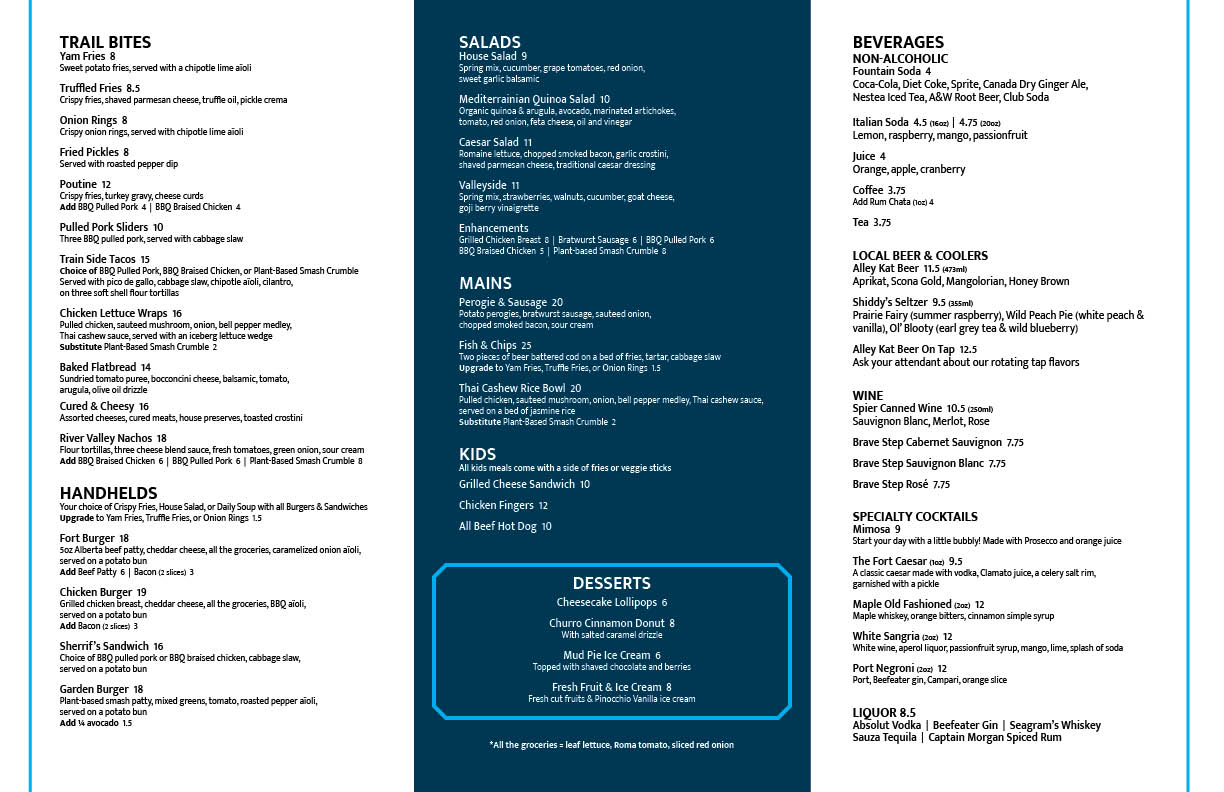 TRAIL BITES
Yam Fries 8
Sweet potato fries, served with a chipotle lime aïoli
Truffled Fries 8.5
Crispy fries, shaved parmesan cheese, truffle oil, pickle crema
Onion Rings 8
Crispy onion rings, served with chipotle lime aïoli
Fried Pickles 8
Served with roasted pepper dip
Poutine 12
Crispy fries, turkey gravy, cheese curds
Add BBQ Pulled Pork 4 | BBQ Braised Chicken 4
Pulled Pork Sliders 10
Three BBQ pulled pork, served with cabbage slaw
Train Side Tacos 15
Choice of BBQ Pulled Pork, BBQ Braised Chicken, or Plant-Based Smash Crumble
Served with pico de gallo, cabbage slaw, chipotle aïoli, cilantro,
on three soft shell flour tortillas
Chicken Lettuce Wraps 16
Pulled chicken, sauteed mushroom, onion, bell pepper medley,
Thai cashew sauce, served with an iceberg lettuce wedge
Substitute Plant-Based Smash Crumble 2
Baked Flatbread 14
Sundried tomato puree, bocconcini cheese, balsamic, tomato,
arugula, olive oil drizzle
Cured & Cheesy 16
Assorted cheeses, cured meats, house preserves, toasted crostini
River Valley Nachos 18
Flour tortillas, three cheese blend sauce, fresh tomatoes, green onion, sour cream
Add BBQ Braised Chicken 6 | BBQ Pulled Pork 6 | Plant-Based Smash Crumble 8
HANDHELDS
Your choice of Crispy Fries, House Salad, or Daily Soup with all Burgers & Sandwiches
Upgrade to Yam Fries, Truffle Fries, or Onion Rings 1.5
Fort Burger 18
5oz Alberta beef patty, cheddar cheese, all the groceries, caramelized onion aïoli,
served on a potato bun
Add Beef Patty 6 | Bacon (2 slices) 3
Chicken Burger 19
Grilled chicken breast, cheddar cheese, all the groceries, BBQ aïoli,
served on a potato bun
Add Bacon (2 slices) 3
Sherrif's Sandwich 16
Choice of BBQ pulled pork or BBQ braised chicken, cabbage slaw,
served on a potato bun
Garden Burger 18
Plant-based smash patty, mixed greens, tomato, roasted pepper aïoli,
served on a potato bun
Add ¼ avocado 1.5
SALADS
House Salad 9
Spring mix, cucumber, grape tomatoes, red onion,
sweet garlic balsamic
Mediterrainian Quinoa Salad 10
Organic quinoa & arugula, avocado, marinated artichokes,
tomato, red onion, feta cheese, oil and vinegar
Caesar Salad 11
Romaine lettuce, chopped smoked bacon, garlic crostini,
shaved parmesan cheese, traditional caesar dressing
Valleyside 11
Spring mix, strawberries, walnuts, cucumber, goat cheese,
goji berry vinaigrette
Enhancements
Grilled Chicken Breast 8 | Bratwurst Sausage 6 | BBQ Pulled Pork 6
BBQ Braised Chicken 5 | Plant-based Smash Crumble 8
MAINS
Perogie & Sausage 20
Potato perogies, bratwurst sausage, sauteed onion,
chopped smoked bacon, sour cream
Fish & Chips 25
Two pieces of beer battered cod on a bed of fries, tartar, cabbage slaw
Upgrade to Yam Fries, Truffle Fries, or Onion Rings 1.5
Thai Cashew Rice Bowl 20
Pulled chicken, sauteed mushroom, onion, bell pepper medley, Thai cashew sauce,
served on a bed of jasmine rice
Substitute Plant-Based Smash Crumble 2
KIDS
All kids meals come with a side of fries or veggie sticks
Grilled Cheese Sandwich 10
Chicken Fingers 12
All Beef Hot Dog 10
DESSERTS
Cheesecake Lollipops 6
Churro Cinnamon Donut 8
With salted caramel drizzle
Mud Pie Ice Cream 6
Topped with shaved chocolate and berries
Fresh Fruit & Ice Cream 8
Fresh cut fruits & Pinocchio Vanilla ice cream
*All the groceries = leaf lettuce, Roma tomato, sliced red onion
BEVERAGES
NON-ALCOHOLIC
Fountain Soda 4
Coca-Cola, Diet Coke, Sprite, Canada Dry Ginger Ale,
Nestea Iced Tea, A&W Root Beer, Club Soda
Italian Soda 4.5 (16oz) | 4.75 (20oz)
Lemon, raspberry, mango, passionfruit
Juice 4
Orange, apple, cranberry
Coffee 3.75
Add Rum Chata (1oz) 4
Tea 3.75
LOCAL BEER & COOLERS
Alley Kat Beer 11.5 (473ml)
Aprikat, Scona Gold, Mangolorian, Honey Brown
Shiddy's Seltzer 9.5 (355ml)
Prairie Fairy (summer raspberry), Wild Peach Pie (white peach &
vanilla), Ol' Blooty (earl grey tea & wild blueberry)
Alley Kat Beer On Tap 12.5
Ask your attendant about our rotating tap flavors
WINE
Spier Canned Wine 10.5 (250ml)
Sauvignon Blanc, Merlot, Rose
Brave Step Cabernet Sauvignon 7.75
Brave Step Sauvignon Blanc 7.75
Brave Step Rosé 7.75
SPECIALTY COCKTAILS
Mimosa 9
Start your day with a little bubbly! Made with Prosecco and orange juice
The Fort Caesar (1oz) 9.5
A classic caesar made with vodka, Clamato juice, a celery salt rim,
garnished with a pickle
Maple Old Fashioned (2oz) 12
Maple whiskey, orange bitters, cinnamon simple syrup
White Sangria (2oz) 12
White wine, aperol liquor, passionfruit syrup, mango, lime, splash of soda
Port Negroni (2oz) 12
Port, Beefeater gin, Campari, orange slice
LIQUOR 8.5
Absolut Vodka | Beefeater Gin | Seagram's Whiskey
Sauza Tequila | Captain Morgan Spiced Rum